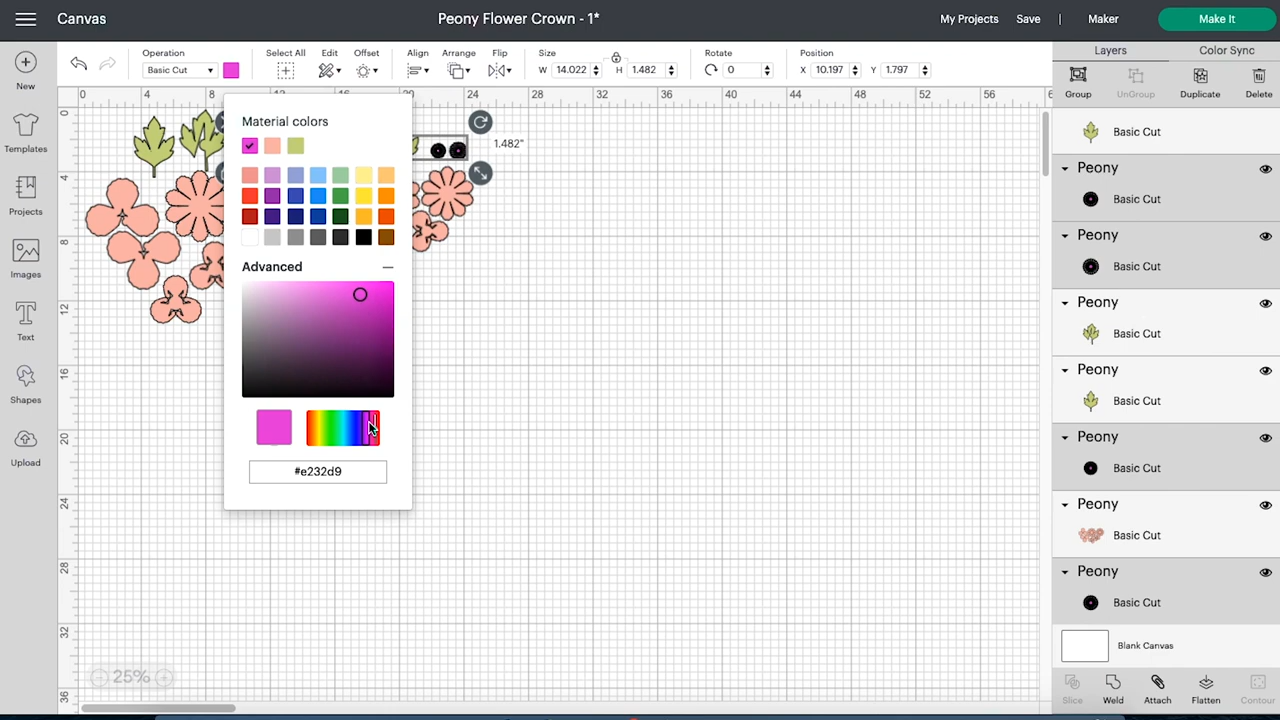 Canvas
Peony Flower Crown - 1*
My Projects
Save
Maker
Make It
New
Templates
Projects
Images
Text
Shapes
Upload
Operation
Basic Cut
Select All
Edit
Offset
Align
Arrange
Flip
Size
W 14.022
H 1.482
Rotate
0
Position
X 10.197
Y 1.797
0 4 8 12 16 20 24 28 32 36 40 44 48 52 56
0
4
8
12
16
20
24
28
32
36
1.482"
Material colors
Advanced
#e232d9
25%
Layers
Color Sync
Group
UnGroup
Duplicate
Delete
Basic Cut
Peony
Basic Cut
Peony
Basic Cut
Peony
Basic Cut
Peony
Basic Cut
Peony
Basic Cut
Peony
Basic Cut
Peony
Basic Cut
Blank Canvas
Slice
Weld
Attach
Flatten
Contour